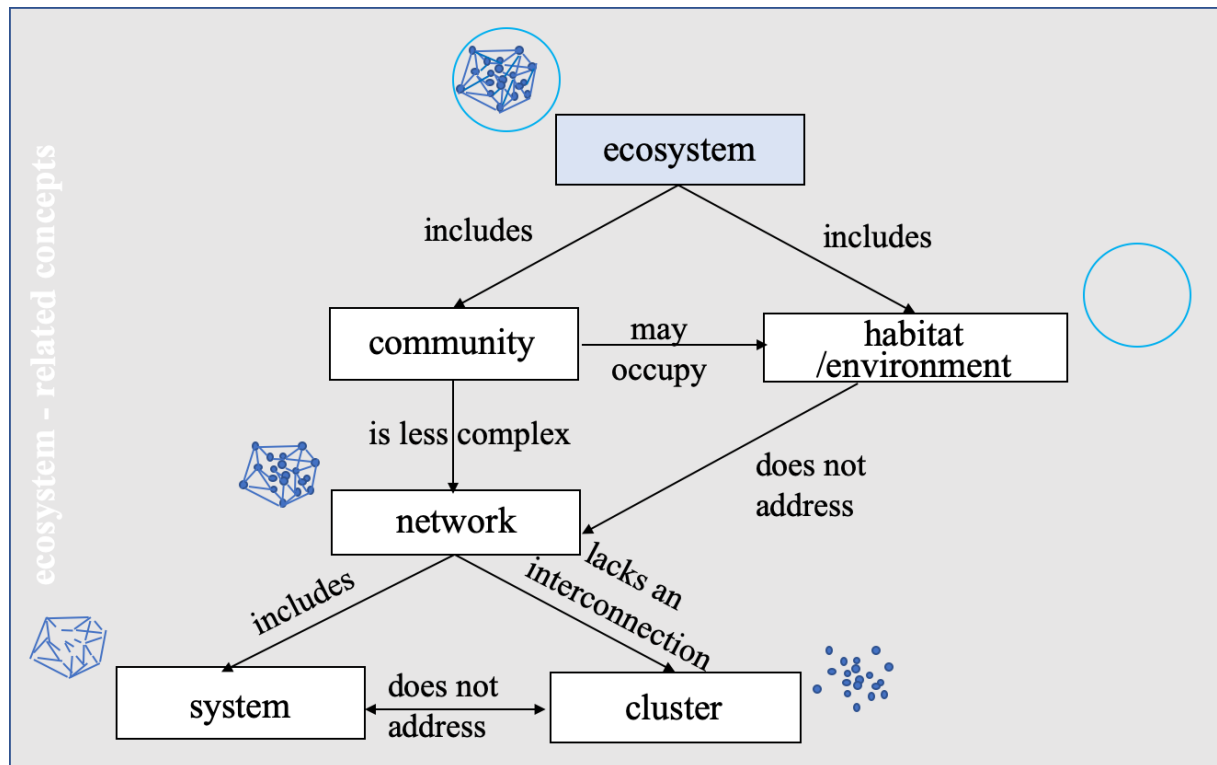 ecosystem - related concepts
ecosystem
includes
includes
community
may
occupy
habitat
/environment
is less complex
does not
address
network
lacks an
interconnection
includes
system
does not
address
cluster